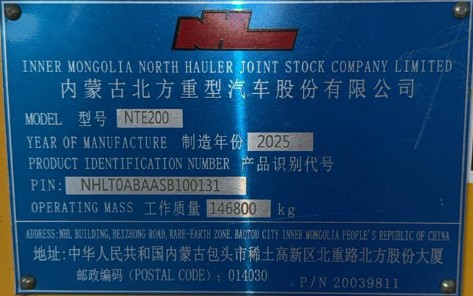 NHL
INNER MONGOLIA NORTH HAULER JOINT STOCK COMPANY LIMITED
内蒙古北方重型汽车股份有限公司
MODEL 型号 NTE200
YEAR OF MANUFACTURE 制造年份 2025
PRODUCT IDENTIFICATION NUMBER 产品识别代号
PIN: NHLT0ABAASB100131
OPERATING MASS 工作质量 146800 kg
ADDRESS: NHL BUILDING, BEIZHONG ROAD, RARE-EARTH ZONE, BAOTOU CITY INNER MONGOLIA PEOPLE'S REPUBLIC OF CHINA
地址:中华人民共和国内蒙古包头市稀土高新区北重路北方股份大厦
邮政编码 (POSTAL CODE) : 014030 P/N 20039811